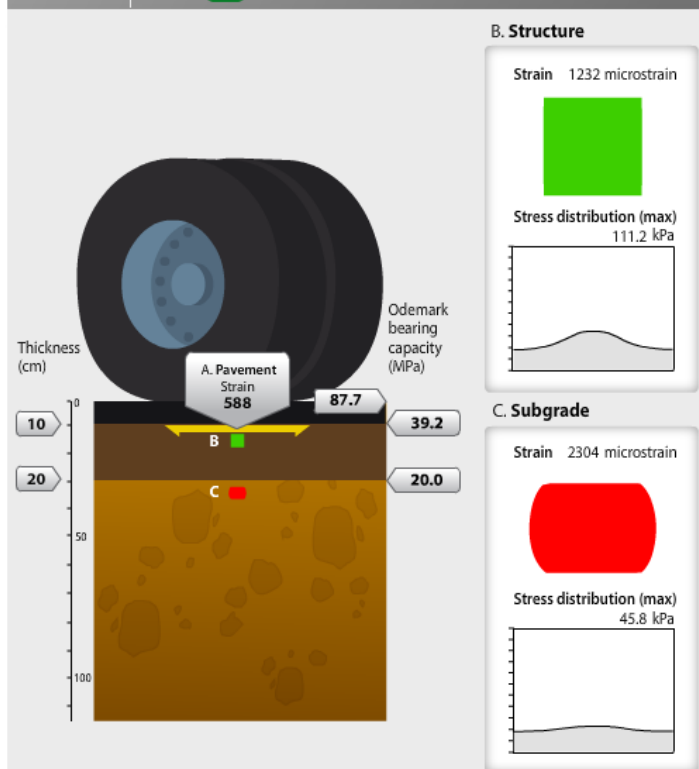 B. Structure
Strain 1232 microstrain
Stress distribution (max)
111.2 kPa
Thickness
(cm)
Odemark
bearing
capacity
(MPa)
A. Pavement
Strain
588
87.7
0
10
39.2
B
20
20.0
C
50
100
C. Subgrade
Strain 2304 microstrain
Stress distribution (max)
45.8 kPa